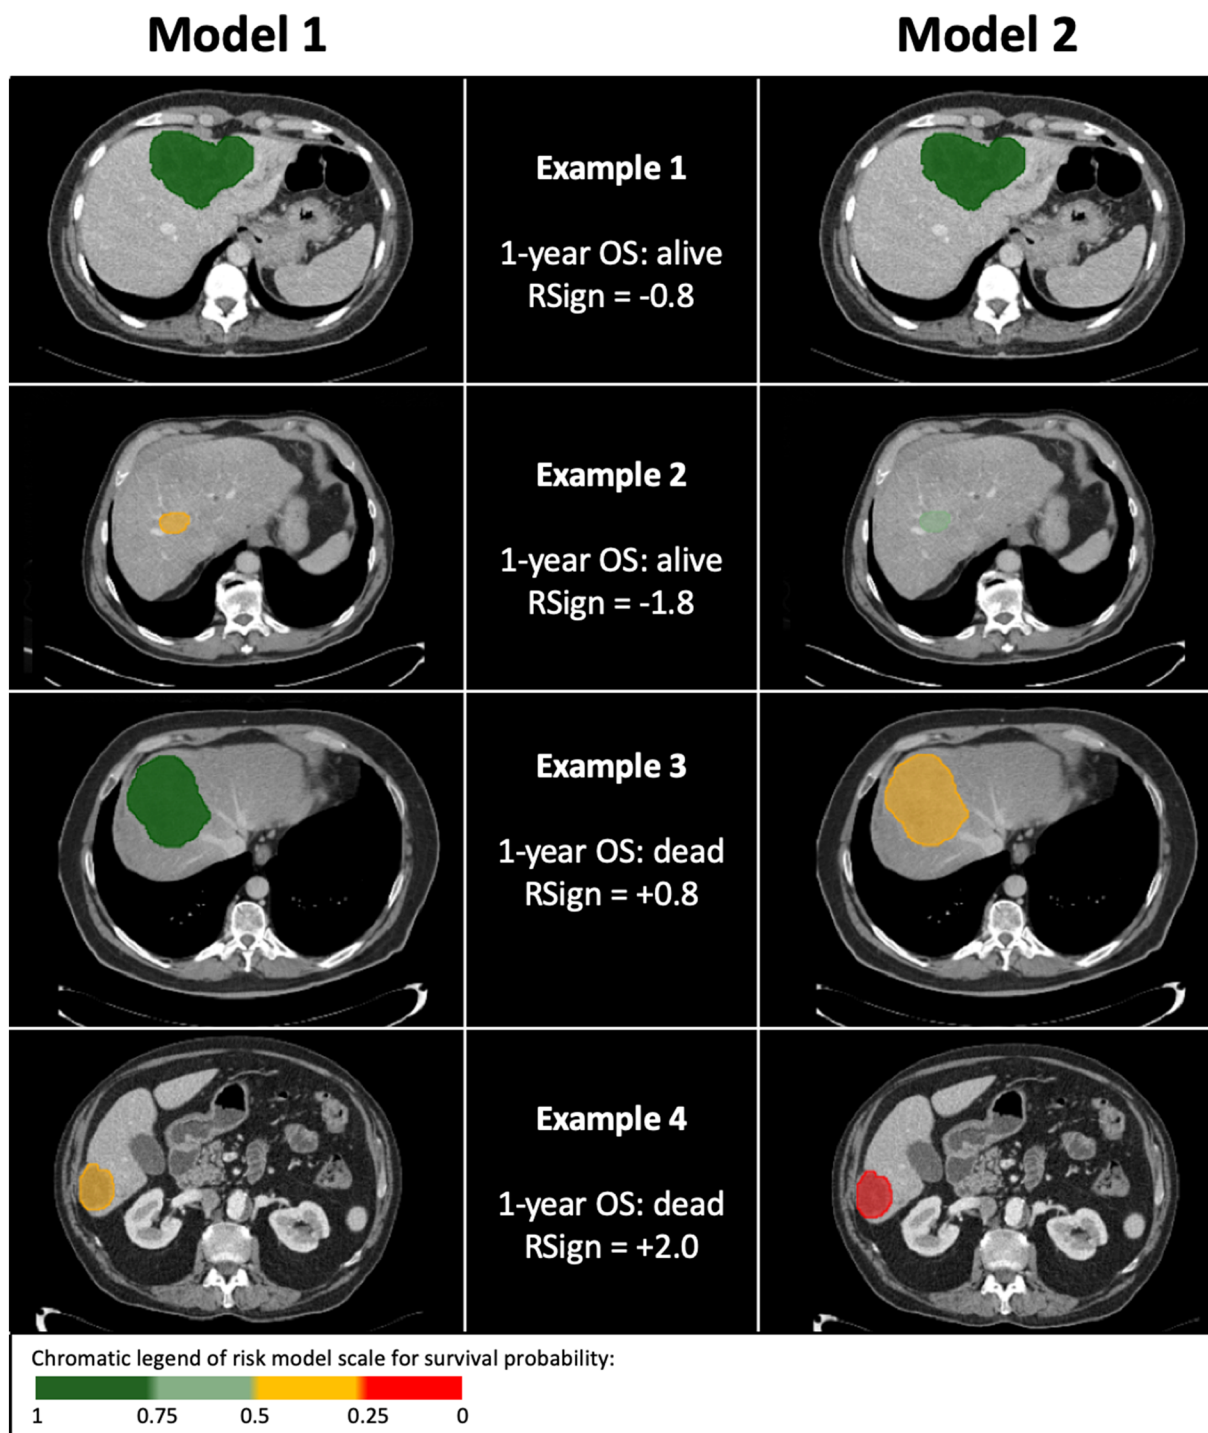 Model 1
Model 2
Example 1
1-year OS: alive
RSign = -0.8
Example 2
1-year OS: alive
RSign = -1.8
Example 3
1-year OS: dead
RSign = +0.8
Example 4
1-year OS: dead
RSign = +2.0
Chromatic legend of risk model scale for survival probability:
1 0.75 0.5 0.25 0